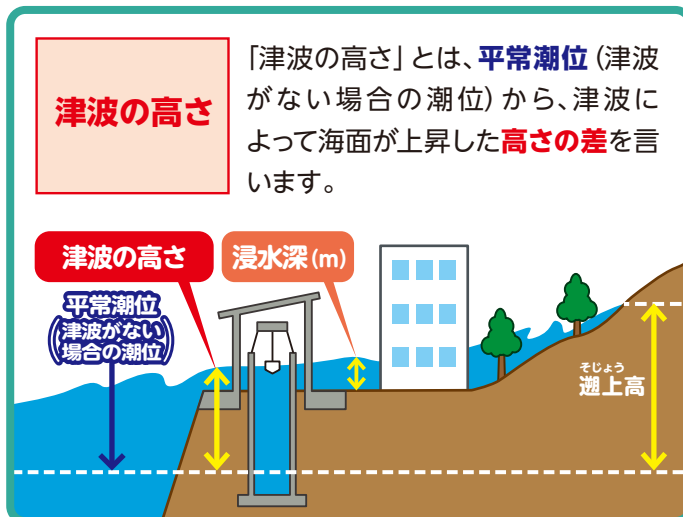 津波の高さ
「津波の高さ」とは、平常潮位(津波
がない場合の潮位)から、津波に
よって海面が上昇した高さの差を言
います。
津波の高さ
浸水深(m)
平常潮位
(津波がない
場合の潮位)
そじょう
遡上高